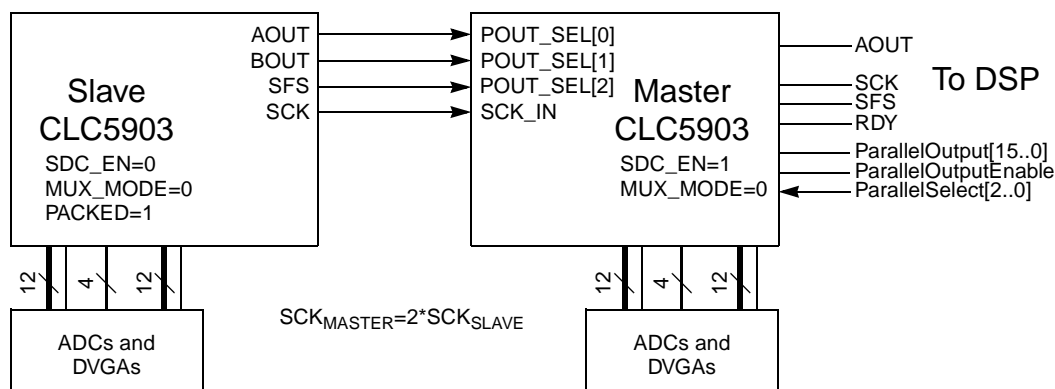 AOUT
BOUT
SFS
SCK
Slave
CLC5903
SDC_EN=0
MUX_MODE=0
PACKED=1
POUT_SEL[0]
POUT_SEL[1]
POUT_SEL[2]
SCK_IN
Master
CLC5903
SDC_EN=1
MUX_MODE=0
AOUT
SCK
SFS
RDY
To DSP
ParallelOutput[15..0]
ParallelOutputEnable
ParallelSelect[2..0]
12
4
12
12
4
12
SCKMASTER=2*SCKSLAVE
ADCs and
DVGAs
ADCs and
DVGAs